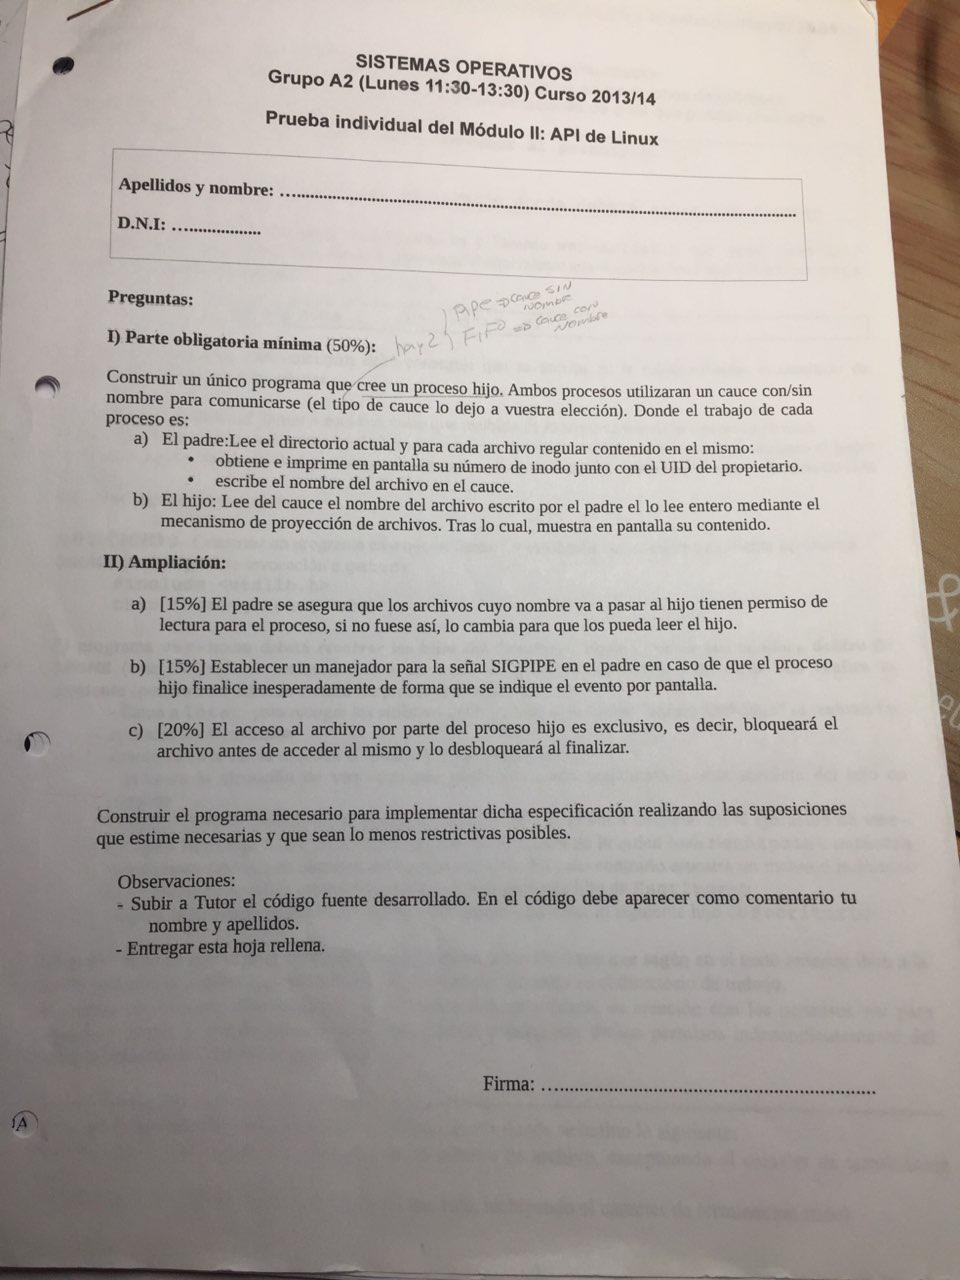 SISTEMAS OPERATIVOS
Grupo A2 (Lunes 11:30-13:30) Curso 2013/14
Prueba individual del Módulo II: API de Linux
Apellidos y nombre: ................................................................
D.N.I: ...................
Preguntas:
pipe => cauce SIN
nombre
hay 2 } FIFO => cauce con
nombre
I) Parte obligatoria mínima (50%):
Construir un único programa que cree un proceso hijo. Ambos procesos utilizaran un cauce con/sin
nombre para comunicarse (el tipo de cauce lo dejo a vuestra elección). Donde el trabajo de cada
proceso es:
a) El padre:Lee el directorio actual y para cada archivo regular contenido en el mismo:
• obtiene e imprime en pantalla su número de inodo junto con el UID del propietario.
• escribe el nombre del archivo en el cauce.
b) El hijo: Lee del cauce el nombre del archivo escrito por el padre el lo lee entero mediante el
mecanismo de proyección de archivos. Tras lo cual, muestra en pantalla su contenido.
II) Ampliación:
a) [15%] El padre se asegura que los archivos cuyo nombre va a pasar al hijo tienen permiso de
lectura para el proceso, si no fuese así, lo cambia para que los pueda leer el hijo.
b) [15%] Establecer un manejador para la señal SIGPIPE en el padre en caso de que el proceso
hijo finalice inesperadamente de forma que se indique el evento por pantalla.
c) [20%] El acceso al archivo por parte del proceso hijo es exclusivo, es decir, bloqueará el
archivo antes de acceder al mismo y lo desbloqueará al finalizar.
Construir el programa necesario para implementar dicha especificación realizando las suposiciones
que estime necesarias y que sean lo menos restrictivas posibles.
Observaciones:
- Subir a Tutor el código fuente desarrollado. En el código debe aparecer como comentario tu
nombre y apellidos.
- Entregar esta hoja rellena.
Firma: ................................................................
1A